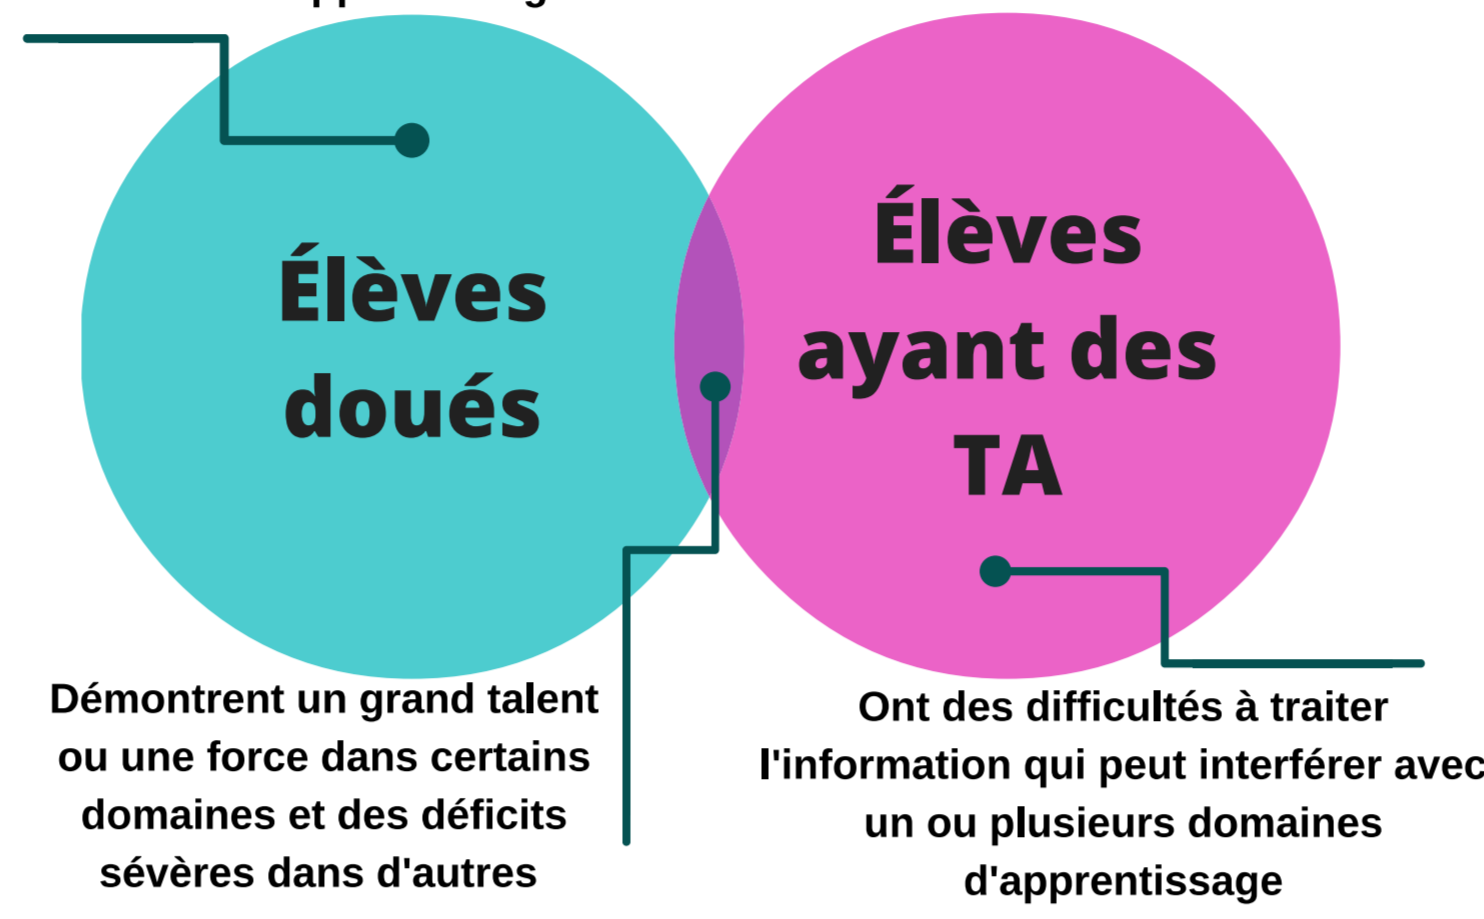 Élèves
doués
Élèves
ayant des
TA
Démontrent un grand talent
ou une force dans certains
domaines et des déficits
sévères dans d'autres
Ont des difficultés à traiter
l'information qui peut interférer avec
un ou plusieurs domaines
d'apprentissage